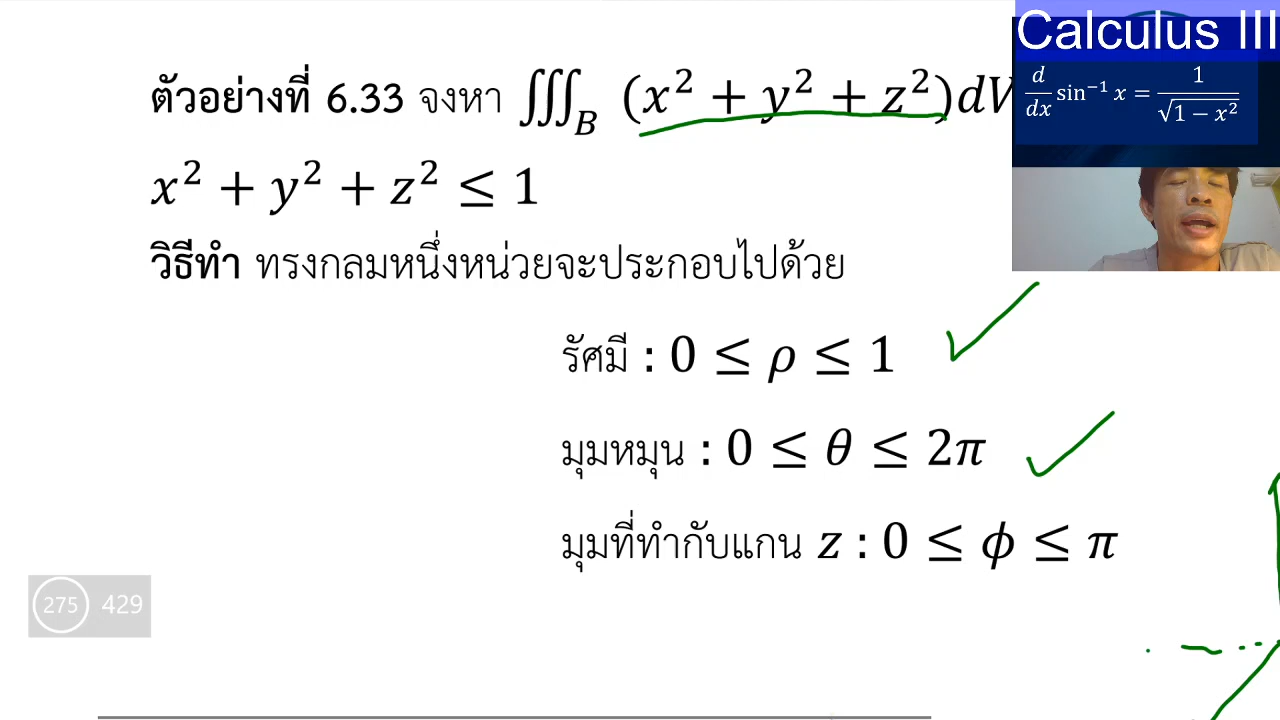 Calculus III
d/dx sin⁻¹ x = 1/√(1 − x²)
ตัวอย่างที่ 6.33 จงหา ∭_B (x² + y² + z²)dV
x² + y² + z² ≤ 1
วิธีทำ ทรงกลมหนึ่งหน่วยจะประกอบไปด้วย
รัศมี : 0 ≤ ρ ≤ 1
มุมหมุน : 0 ≤ θ ≤ 2π
มุมที่ทำกับแกน z : 0 ≤ ϕ ≤ π
275 429